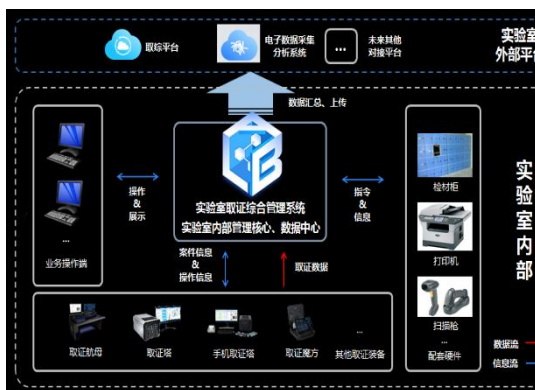 取综平台
电子数据采集
分析系统
...
未来其他
对接平台
实验室
外部平台
数据汇总、上传
操作
&
展示
实验室取证综合管理系统
实验室内部管理核心、数据中心
指令
&
信息
检材柜
打印机
扫描枪
...
配套硬件
...
业务操作端
案件信息
&
操作信息
取证数据
取证航母
取证塔
手机取证塔
取证魔方
...
其他取证装备
实验室内部
数据流
信息流